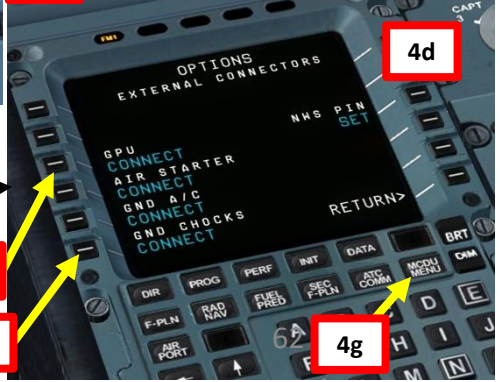 CAPT
3
FM1
4d
OPTIONS
EXTERNAL CONNECTORS
NWS PIN
SET
GPU
CONNECT
AIR STARTER
CONNECT
GND A/C
CONNECT
GND CHOCKS
CONNECT
RETURN>
DIR PROG PERF INIT DATA BRT
F-PLN RAD NAV FUEL PRED SEC F-PLN ATC COMM MCDU MENU DIM
AIR PORT
62
4g
A D E
H I J
M N